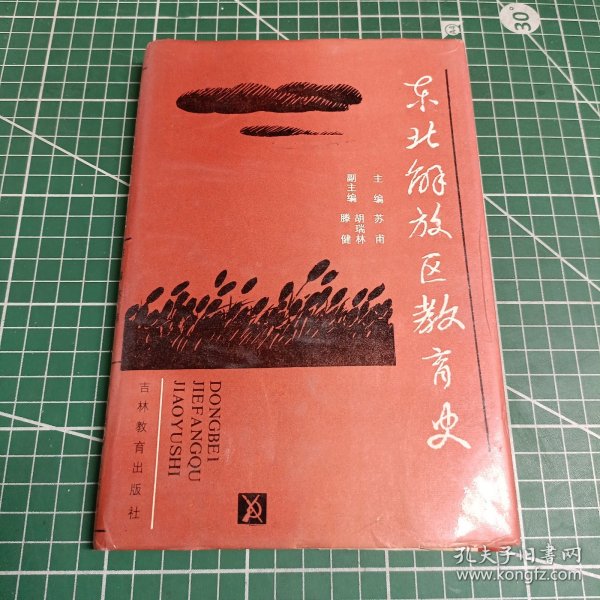 东北解放区教育史
主编 苏甫
副主编 胡瑞林
滕健
DONGBEI
JIEFANGQU
JIAOYUSHI
吉林教育出版社
30°
孔夫子旧书网
www.kongfz.com